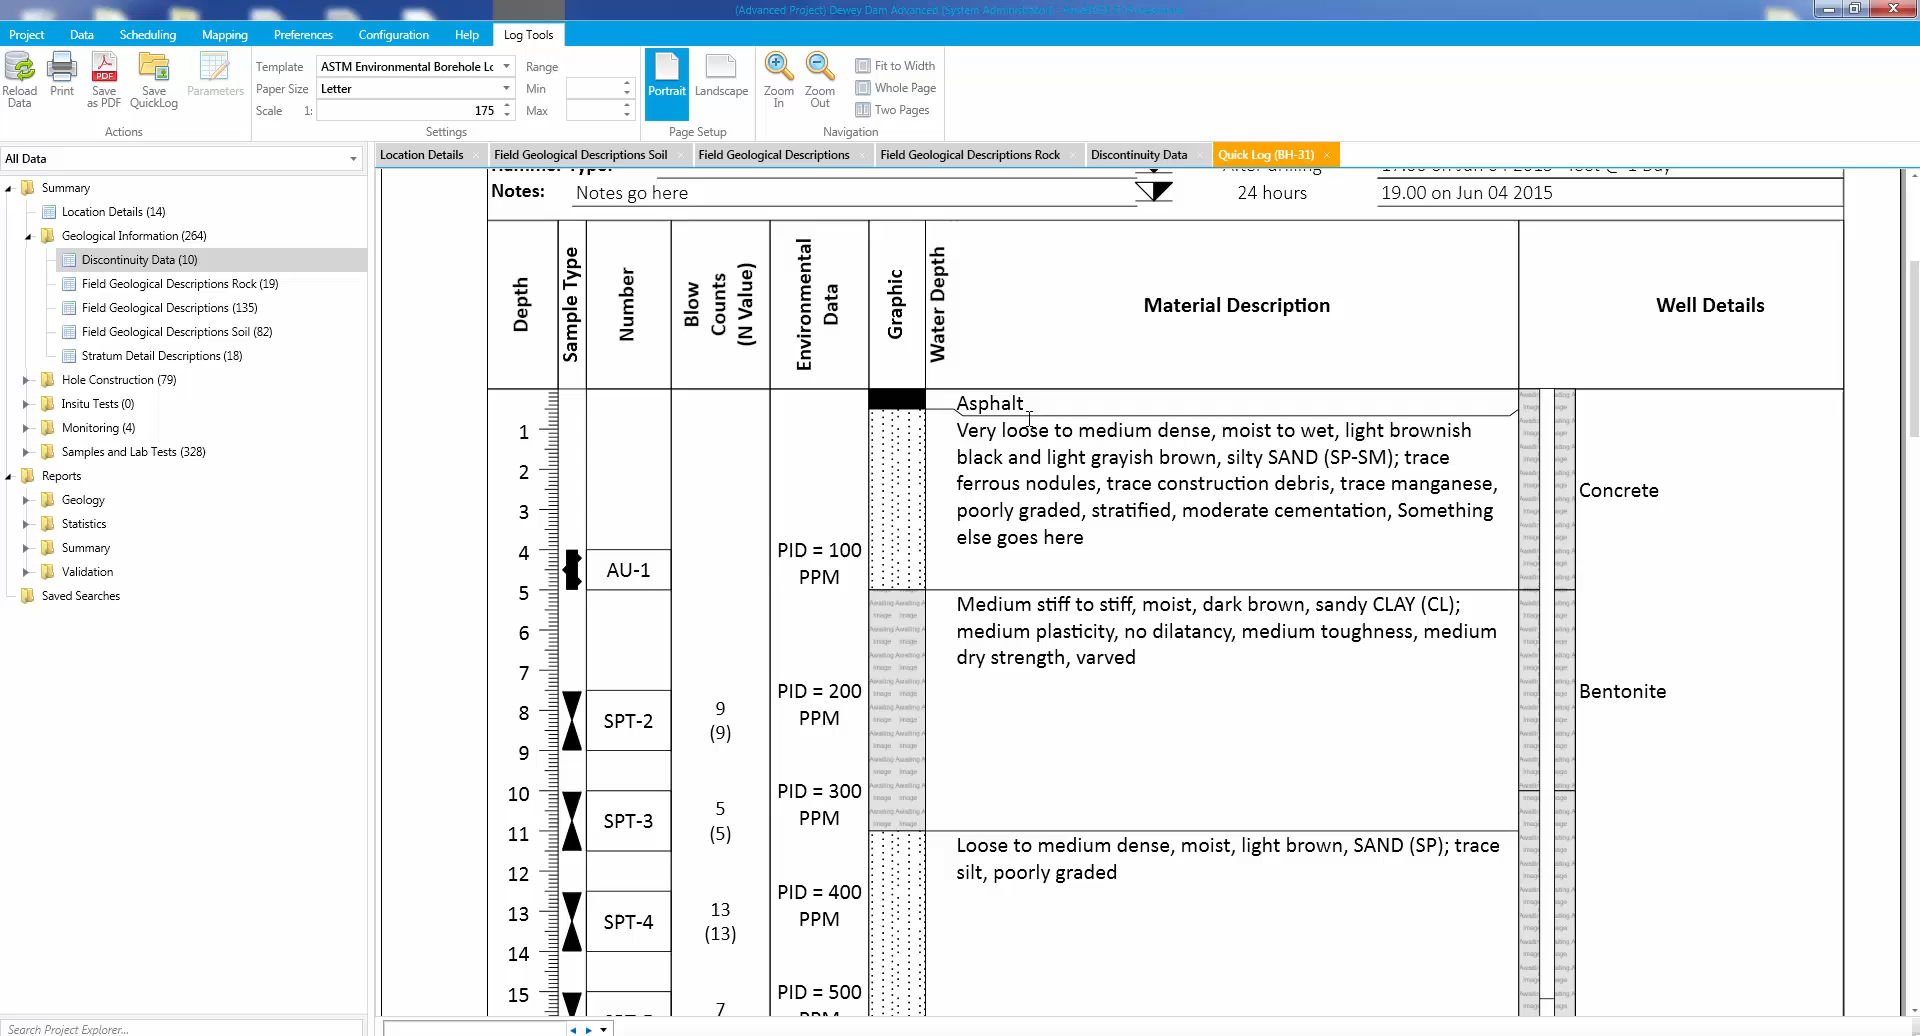 (Advanced Project) Dewey Dam Advanced [System Administrator]
Project Data Scheduling Mapping Preferences Configuration Help Log Tools
Reload Data
Print
Save as PDF
Save QuickLog
Parameters
Actions
Template ASTM Environmental Borehole Lc
Paper Size Letter
Scale 1: 175
Range
Min
Max
Settings
Portrait
Landscape
Page Setup
Zoom In
Zoom Out
Fit to Width
Whole Page
Two Pages
Navigation
All Data
Summary
Location Details (14)
Geological Information (264)
Discontinuity Data (10)
Field Geological Descriptions Rock (19)
Field Geological Descriptions (135)
Field Geological Descriptions Soil (82)
Stratum Detail Descriptions (18)
Hole Construction (79)
Insitu Tests (0)
Monitoring (4)
Samples and Lab Tests (328)
Reports
Geology
Statistics
Summary
Validation
Saved Searches
Search Project Explorer...
Location Details Field Geological Descriptions Soil Field Geological Descriptions Field Geological Descriptions Rock Discontinuity Data Quick Log (BH-31)
Notes: Notes go here 24 hours 19.00 on Jun 04 2015
Depth
Sample Type
Number
Blow Counts (N Value)
Environmental Data
Graphic
Water Depth
Material Description
Well Details
1
2
3
4
5
6
7
8
9
10
11
12
13
14
15
AU-1
SPT-2
SPT-3
SPT-4
9
(9)
5
(5)
13
(13)
7
PID = 100
PPM
PID = 200
PPM
PID = 300
PPM
PID = 400
PPM
PID = 500
Asphalt
Very loose to medium dense, moist to wet, light brownish
black and light grayish brown, silty SAND (SP-SM); trace
ferrous nodules, trace construction debris, trace manganese,
poorly graded, stratified, moderate cementation, Something
else goes here
Medium stiff to stiff, moist, dark brown, sandy CLAY (CL);
medium plasticity, no dilatancy, medium toughness, medium
dry strength, varved
Loose to medium dense, moist, light brown, SAND (SP); trace
silt, poorly graded
Concrete
Bentonite